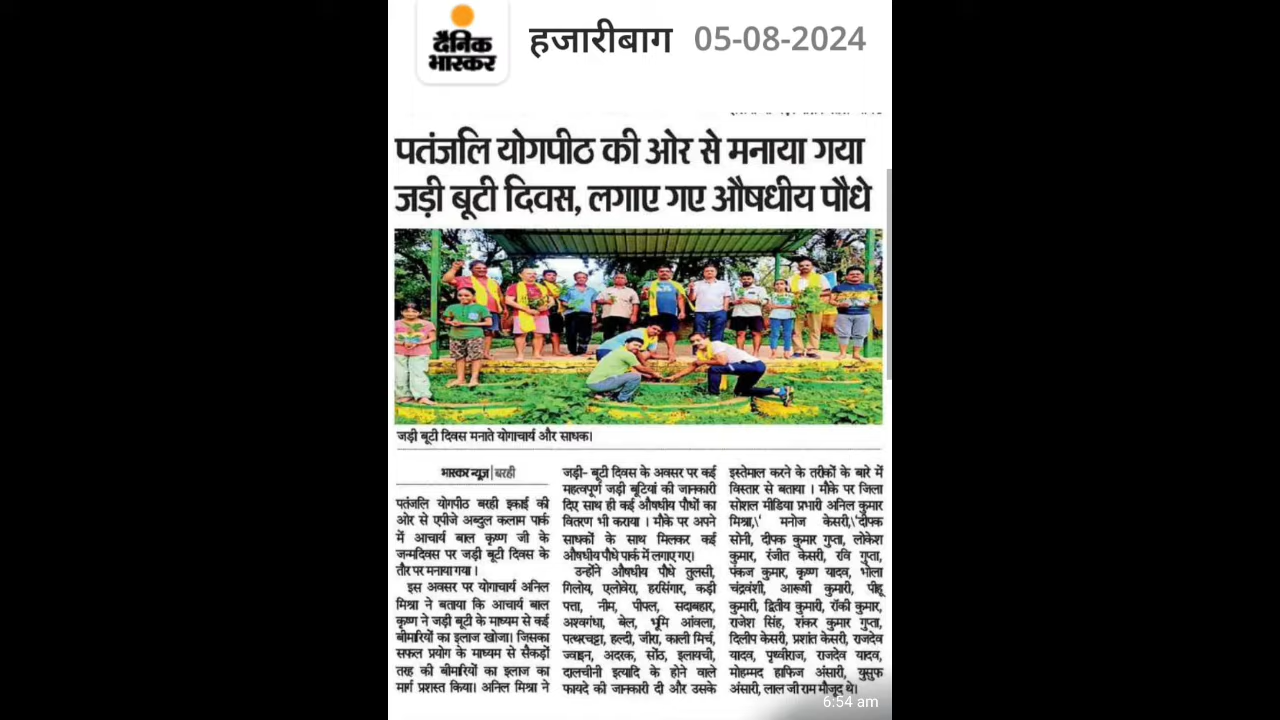 दैनिक
भास्कर
हजारीबाग 05-08-2024
पतंजलि योगपीठ की ओर से मनाया गया
जड़ी बूटी दिवस, लगाए गए औषधीय पौधे
जड़ी बूटी दिवस मनाते योगाचार्य और साधक।
भास्कर न्यूज | बरही
पतंजलि योगपीठ बरही इकाई की
ओर से एपीजे अब्दुल कलाम पार्क
में आचार्य बाल कृष्ण जी के
जन्मदिवस पर जड़ी बूटी दिवस के
तौर पर मनाया गया ।
इस अवसर पर योगाचार्य अनिल
मिश्रा ने बताया कि आचार्य बाल
कृष्ण ने जड़ी बूटी के माध्यम से कई
बीमारियों का इलाज खोजा। जिसका
सफल प्रयोग के माध्यम से सैकड़ों
तरह की बीमारियों का इलाज का
मार्ग प्रशस्त किया। अनिल मिश्रा ने
जड़ी- बूटी दिवस के अवसर पर कई
महत्वपूर्ण जड़ी बूटियां की जानकारी
दिए साथ ही कई औषधीय पौधों का
वितरण भी कराया । मौके पर अपने
साधकों के साथ मिलकर कई
औषधीय पौधे पार्क में लगाए गए।
उन्होंने औषधीय पौधे तुलसी,
गिलोय, एलोवेरा, हरसिंगार, कड़ी
पत्ता, नीम, पीपल, सदाबहार,
अश्वगंधा, बेल, भूमि आंवला,
पत्थरचट्टा, हल्दी, जीरा, काली मिर्च,
ज्वाइन, अदरक, सोंठ, इलायची,
दालचीनी इत्यादि के होने वाले
फायदे की जानकारी दी और उसके
इस्तेमाल करने के तरीकों के बारे में
विस्तार से बताया । मौके पर जिला
सोशल मीडिया प्रभारी अनिल कुमार
मिश्रा,\' मनोज केसरी,\'दीपक
सोनी, दीपक कुमार गुप्ता, लोकेश
कुमार, रंजीत केसरी, रवि गुप्ता,
पंकज कुमार, कृष्ण यादव, भोला
चंद्रवंशी, आरूषी कुमारी, पीहू
कुमारी, द्वितीय कुमारी, रॉकी कुमार,
राजेश सिंह, शंकर कुमार गुप्ता,
दिलीप केसरी, प्रशांत केसरी, राजदेव
यादव, पृथ्वीराज, राजदेव यादव,
मोहम्मद हाफिज अंसारी, युसुफ
अंसारी, लाल जी राम मौजूद थे।
6:54 am